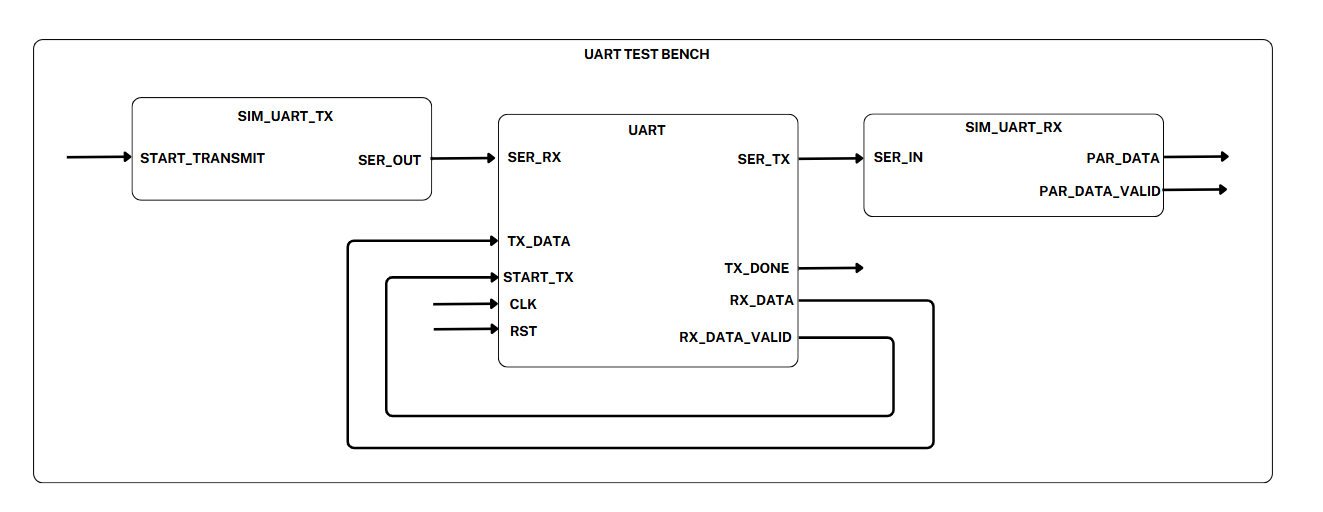 UART TEST BENCH
SIM_UART_TX
START_TRANSMIT
SER_OUT
UART
SER_RX
SER_TX
TX_DATA
START_TX
CLK
RST
TX_DONE
RX_DATA
RX_DATA_VALID
SIM_UART_RX
SER_IN
PAR_DATA
PAR_DATA_VALID